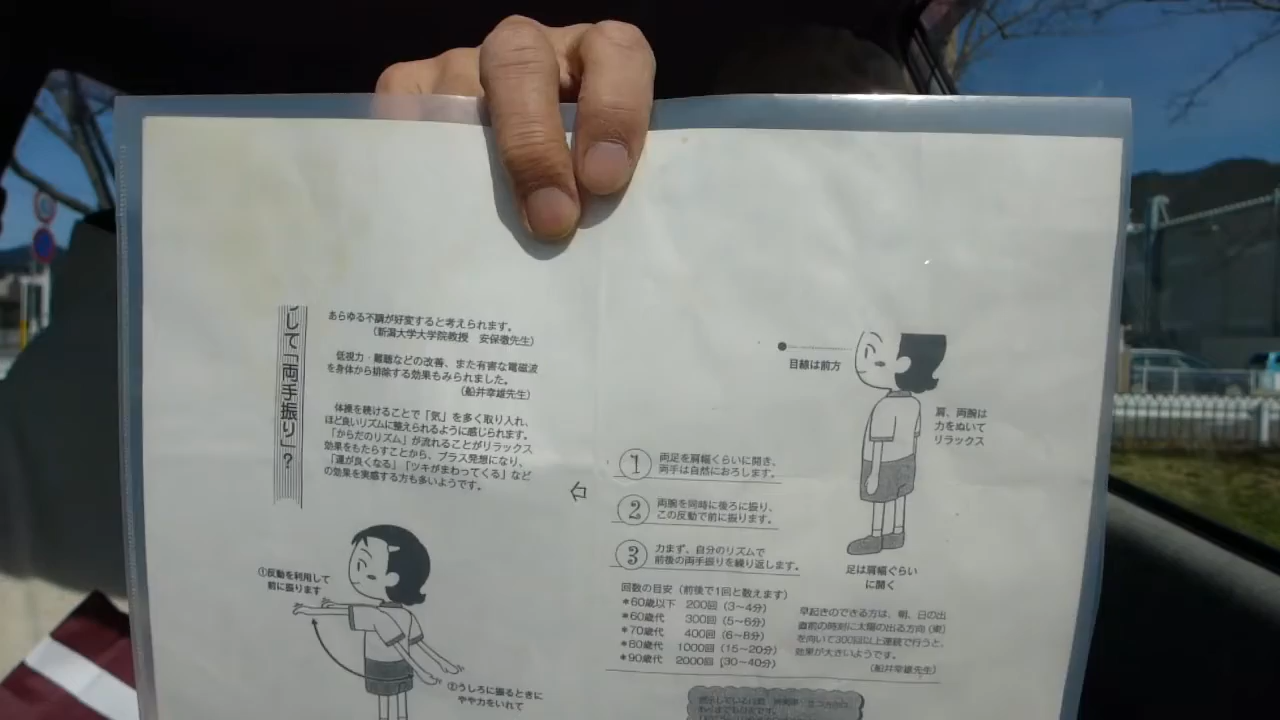 して「両手振り」?
あらゆる不調が好変すると考えられます。
(新潟大学大学院教授 安保徹先生)
低視力・難聴などの改善、また有害な電磁波
を身体から排除する効果もみられました。
(船井幸雄先生)
体操を続けることで「気」を多く取り入れ、
ほど良いリズムに整えられるように感じられます。
「からだのリズム」が流れることがリラックス
効果をもたらすことから、プラス発想になり、
「運が良くなる」「ツキがまわってくる」など
の効果を実感する方も多いようです。
①反動を利用して
前に振ります
②うしろに振るときに
やや力をいれて
目線は前方
肩、両腕は
力をぬいて
リラックス
① 両足を肩幅くらいに開き、
両手は自然におろします。
② 両腕を同時に後ろに振り、
この反動で前に振ります。
③ 力まず、自分のリズムで
前後の両手振りを繰り返します。
足は肩幅ぐらい
に開く
回数の目安(前後で1回と数えます)
*60歳以下 200回(3〜4分)
*60歳代 300回(5〜6分)
*70歳代 400回(6〜8分)
*80歳代 1000回(15〜20分)
*90歳代 2000回(30〜40分)
早起きのできる方は、明、日の出
直前の時刻に太陽の出る方向(東)
を向いて300回以上連続で行うと、
効果が大きいようです。
(船井幸雄先生)